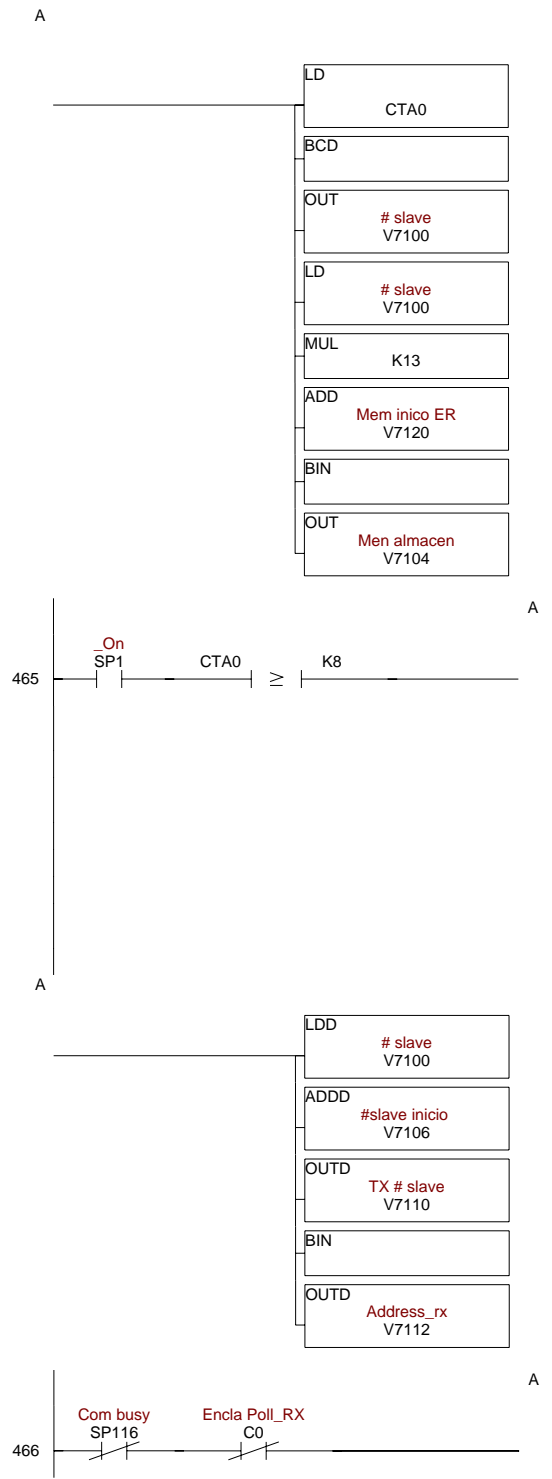 A
LD
CTA0
BCD
OUT
# slave
V7100
LD
# slave
V7100
MUL
K13
ADD
Mem inico ER
V7120
BIN
OUT
Men almacen
V7104
A
_On
465 SP1 CTA0 ≥ K8
A
LDD
# slave
V7100
ADDD
#slave inicio
V7106
OUTD
TX # slave
V7110
BIN
OUTD
Address_rx
V7112
A
Com busy Encla Poll_RX
SP116 C0
466